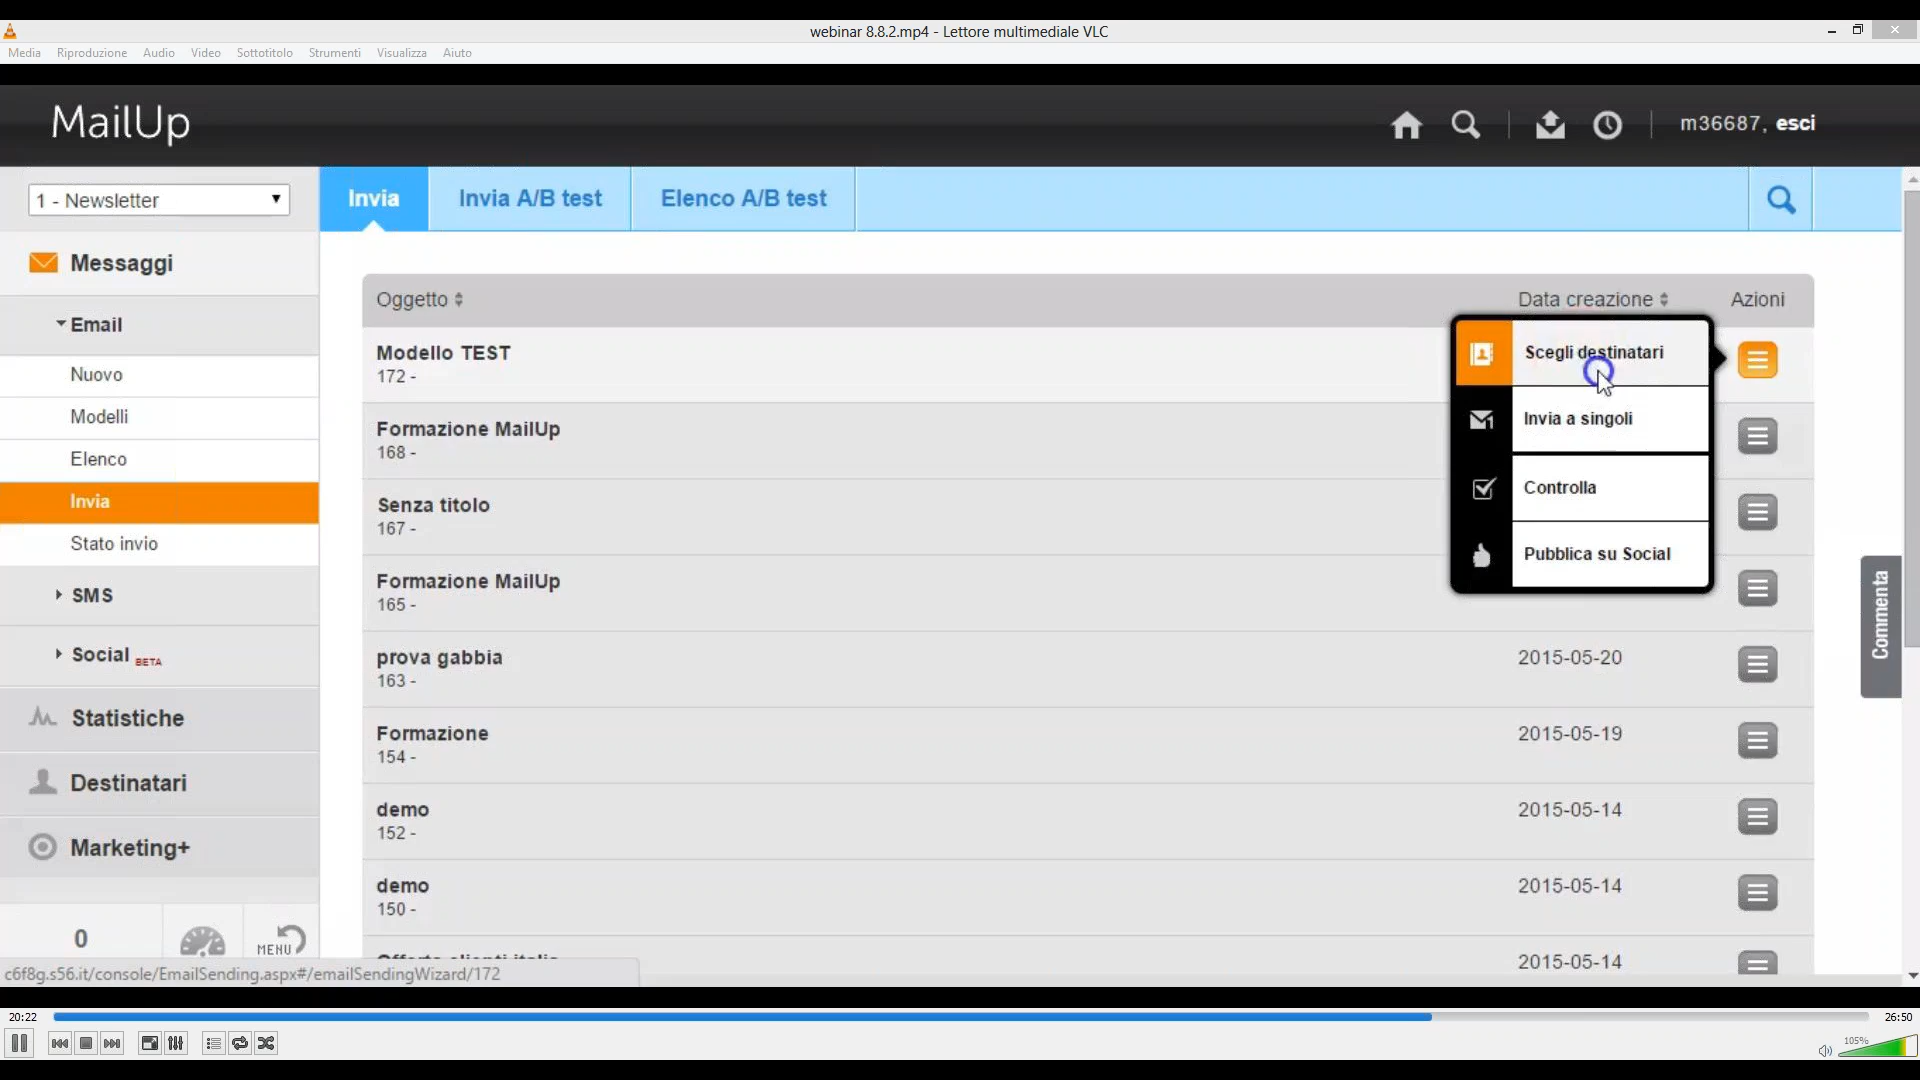 webinar 8.8.2.mp4 - Lettore multimediale VLC
Media Riproduzione Audio Video Sottotitolo Strumenti Visualizza Aiuto
MailUp
m36687, esci
1 - Newsletter
Invia
Invia A/B test
Elenco A/B test
Messaggi
Email
Nuovo
Modelli
Elenco
Invia
Stato invio
SMS
Social BETA
Statistiche
Destinatari
Marketing+
0
MENU
Oggetto
Data creazione
Azioni
Modello TEST
172 -
Formazione MailUp
168 -
Senza titolo
167 -
Formazione MailUp
165 -
prova gabbia
163 -
2015-05-20
Formazione
154 -
2015-05-19
demo
152 -
2015-05-14
demo
150 -
2015-05-14
2015-05-14
Scegli destinatari
Invia a singoli
Controlla
Pubblica su Social
Commenta
c6f8g.s56.it/console/EmailSending.aspx#/emailSendingWizard/172
20:22
26:50
105%